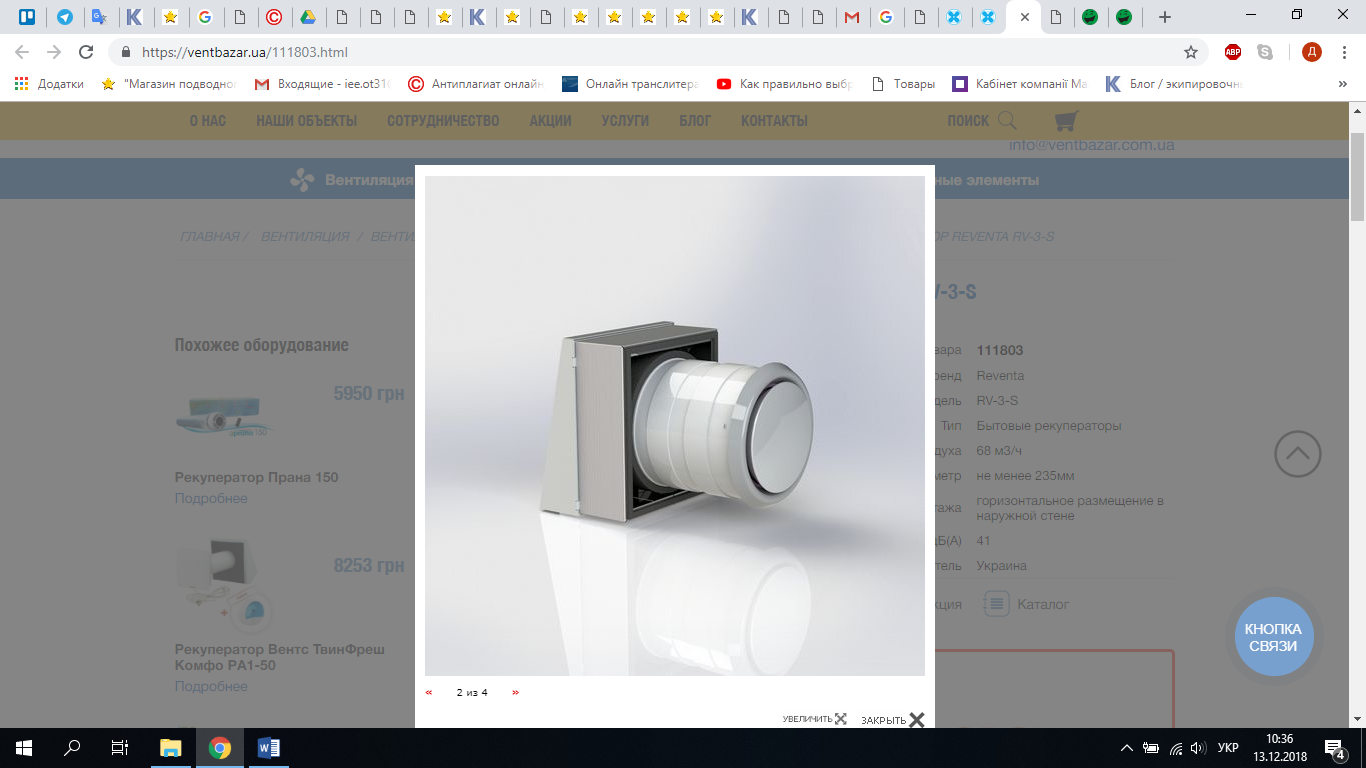 https://ventbazar.ua/111803.html
Додатки
"Магазин подводног
Входящие - iee.ot310
Антиплагиат онлайн
Онлайн транслитера
Как правильно выбр
Товары
Кабінет компанії Ма
Блог / экипировочн
»
О НАС
НАШИ ОБЪЕКТЫ
СОТРУДНИЧЕСТВО
АКЦИИ
УСЛУГИ
БЛОГ
КОНТАКТЫ
ПОИСК
info@ventbazar.com.ua
Вентиляция
ные элементы
ГЛАВНАЯ / ВЕНТИЛЯЦИЯ / ВЕНТИ
ОР REVENTA RV-3-S
V-3-S
Похожее оборудование
5950 грн
Рекуператор Прана 150
Подробнее
8253 грн
Рекуператор Вентс ТвинФреш
Комфо РА1-50
Подробнее
вара 111803
ренд Reventa
дель RV-3-S
Тип Бытовые рекуператоры
духа 68 м3/ч
метр не менее 235мм
тажа горизонтальное размещение в
наружной стене
дБ(А) 41
тель Украина
кция Каталог
КНОПКА
СВЯЗИ
« 2 из 4 »
УВЕЛИЧИТЬ ЗАКРЫТЬ
УКР
10:36
13.12.2018
4